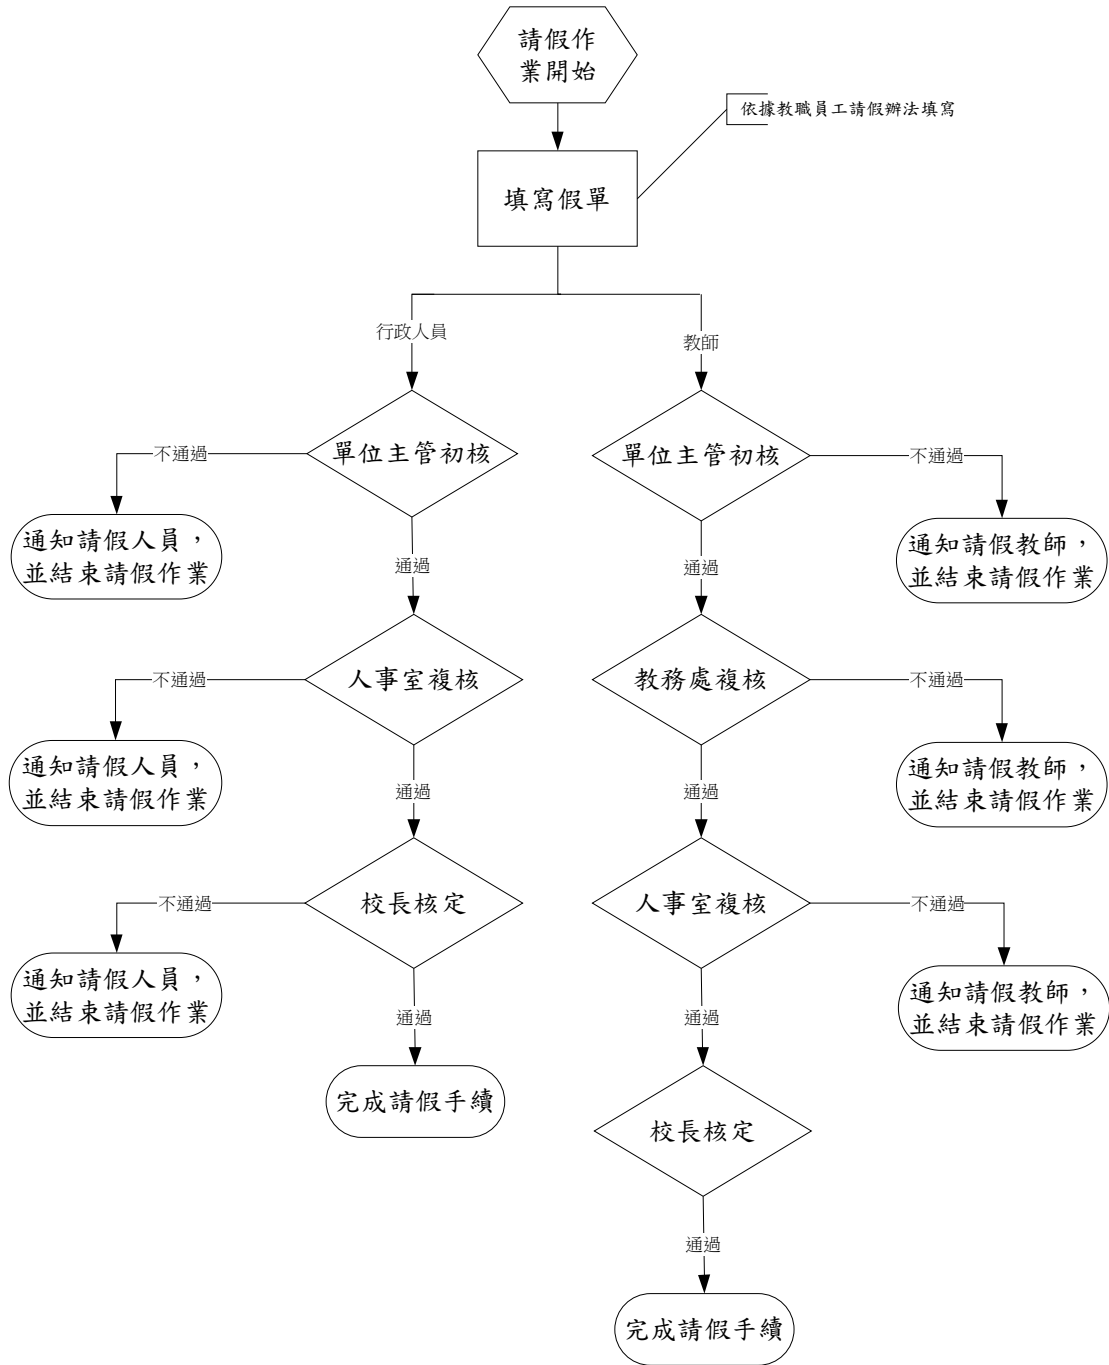 請假作
業開始
依據教職員工請假辦法填寫
填寫假單
行政人員
教師
單位主管初核
單位主管初核
不通過
不通過
通知請假人員，
並結束請假作業
通知請假教師，
並結束請假作業
通過
通過
人事室複核
教務處複核
不通過
不通過
通知請假人員，
並結束請假作業
通知請假教師，
並結束請假作業
通過
通過
校長核定
人事室複核
不通過
不通過
通知請假人員，
並結束請假作業
通知請假教師，
並結束請假作業
通過
通過
完成請假手續
校長核定
通過
完成請假手續